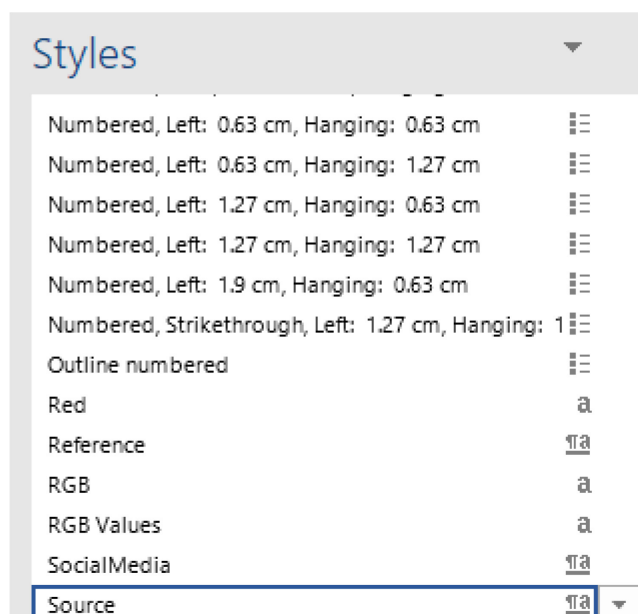 Styles
Numbered, Left: 0.63 cm, Hanging: 0.63 cm
Numbered, Left: 0.63 cm, Hanging: 1.27 cm
Numbered, Left: 1.27 cm, Hanging: 0.63 cm
Numbered, Left: 1.27 cm, Hanging: 1.27 cm
Numbered, Left: 1.9 cm, Hanging: 0.63 cm
Numbered, Strikethrough, Left: 1.27 cm, Hanging: 1
Outline numbered
Red a
Reference ¶a
RGB a
RGB Values a
SocialMedia ¶a
Source ¶a